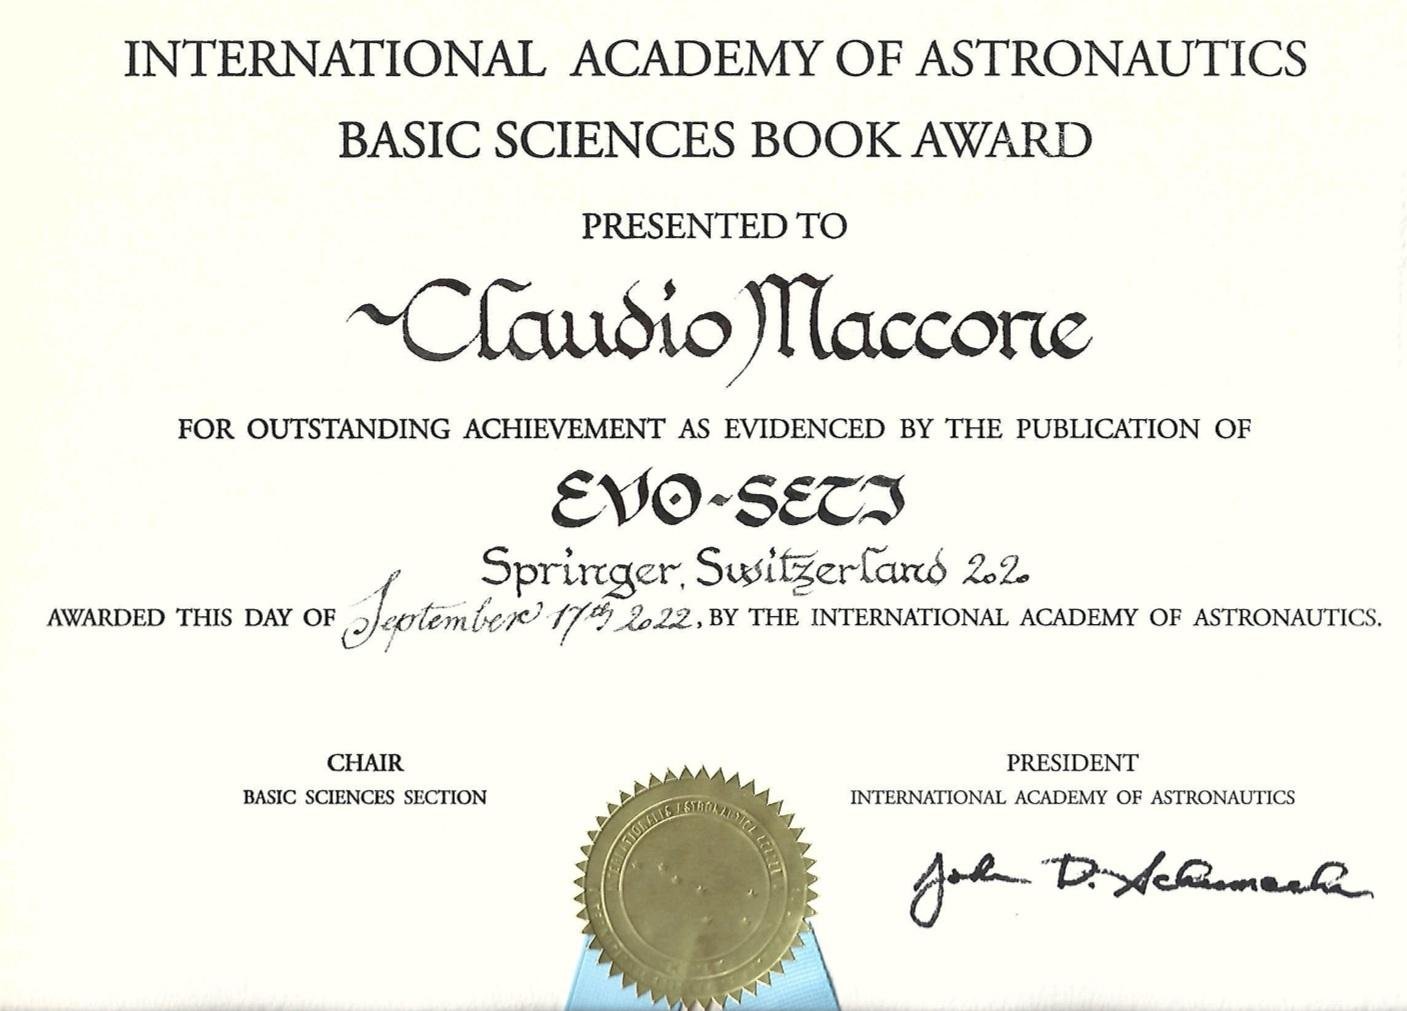 INTERNATIONAL ACADEMY OF ASTRONAUTICS
BASIC SCIENCES BOOK AWARD
PRESENTED TO
Claudio Maccone
FOR OUTSTANDING ACHIEVEMENT AS EVIDENCED BY THE PUBLICATION OF
EVO-SETI
Springer, Switzerland 2020
AWARDED THIS DAY OF September 17th 2022, BY THE INTERNATIONAL ACADEMY OF ASTRONAUTICS.
CHAIR
BASIC SCIENCES SECTION
PRESIDENT
INTERNATIONAL ACADEMY OF ASTRONAUTICS
John D. Schumacher